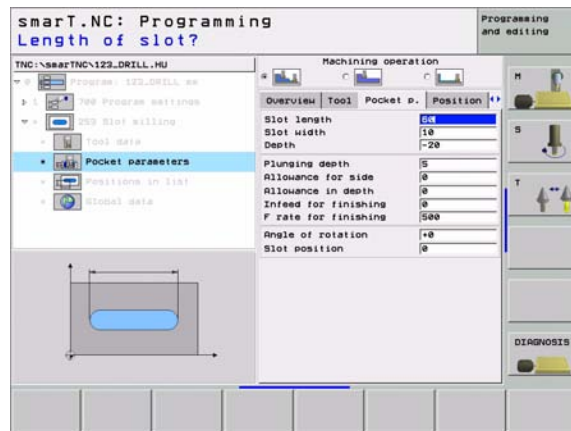 smarT.NC: Programming
Length of slot?
Programming
and editing
TNC:\smarTNC\123_DRILL.HU
0 Program: 123_DRILL mm
1 700 Program settings
253 Slot milling
Tool data
Pocket parameters
Positions in list
Global data
Machining operation
Overview Tool Pocket p. Position
Slot length 60
Slot width 10
Depth -20
Plunging depth 5
Allowance for side 0
Allowance in depth 0
Infeed for finishing 0
F rate for finishing 500
Angle of rotation +0
Slot position 0
M
S
T
DIAGNOSIS